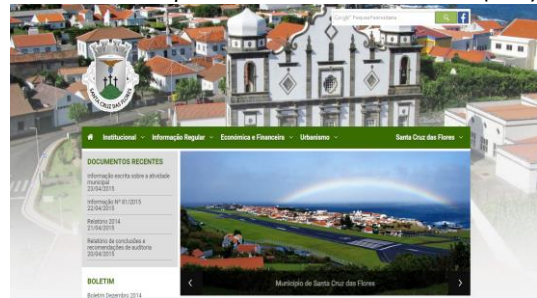 Google™ Pesquisa Personalizada
SANTA CRUZ DAS FLORES
Institucional
Informação Regular
Económica e Financeira
Urbanismo
Santa Cruz das Flores
DOCUMENTOS RECENTES
Informação escrita sobre a atividade
municipal
23/04/2015
Informação Nº 01/2015
22/04/2015
Relatório 2014
21/04/2015
Relatório de conclusões e
recomendações de auditoria
20/04/2015
Município de Santa Cruz das Flores
BOLETIM
Boletim Dezembro 2014